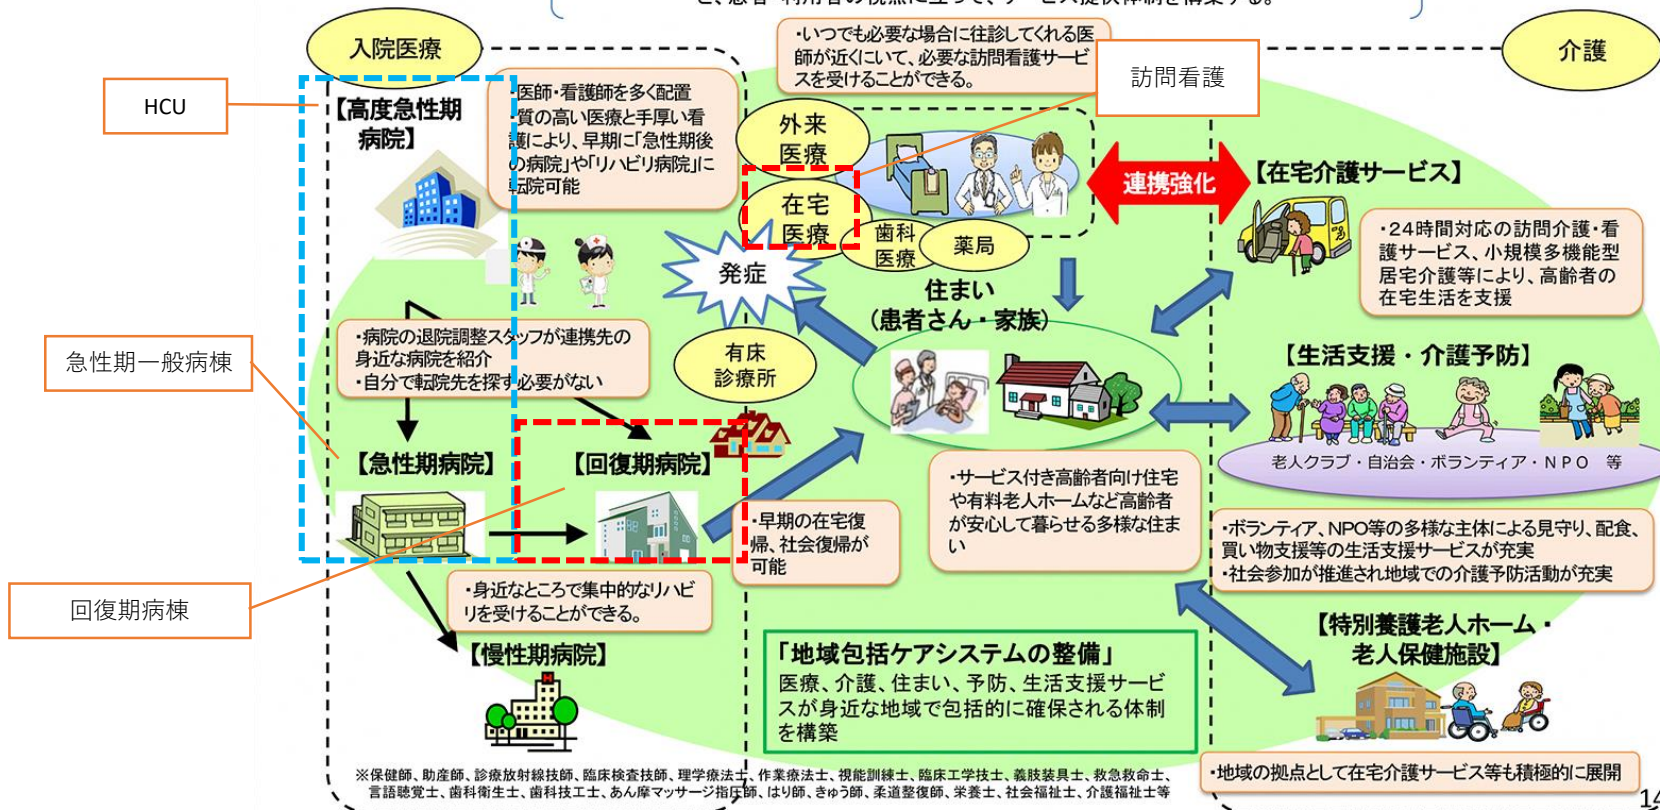 と、患者・利用者の視点に立って、サービス提供体制を構築する。
入院医療
・いつでも必要な場合に往診してくれる医
師が近くにいて、必要な訪問看護サービ
スを受けることができる。
介護
HCU
訪問看護
【高度急性期
病院】
・医師・看護師を多く配置
・質の高い医療と手厚い看
護により、早期に「急性期後
の病院」や「リハビリ病院」に
転院可能
外来
医療
在宅
医療
歯科
医療
薬局
連携強化
【在宅介護サービス】
・24時間対応の訪問介護・看
護サービス、小規模多機能型
居宅介護等により、高齢者の
在宅生活を支援
発症
住まい
(患者さん・家族)
・病院の退院調整スタッフが連携先の
身近な病院を紹介
・自分で転院先を探す必要がない
急性期一般病棟
有床
診療所
【生活支援・介護予防】
老人クラブ・自治会・ボランティア・NPO 等
【急性期病院】
【回復期病院】
・サービス付き高齢者向け住宅
や有料老人ホームなど高齢者
が安心して暮らせる多様な住ま
い
・早期の在宅復
帰、社会復帰が
可能
・ボランティア、NPO等の多様な主体による見守り、配食、
買い物支援等の生活支援サービスが充実
・社会参加が推進され地域での介護予防活動が充実
回復期病棟
・身近なところで集中的なリハビ
リを受けることができる。
【慢性期病院】
「地域包括ケアシステムの整備」
医療、介護、住まい、予防、生活支援サービ
スが身近な地域で包括的に確保される体制
を構築
【特別養護老人ホーム・
老人保健施設】
・地域の拠点として在宅介護サービス等も積極的に展開
※保健師、助産師、診療放射線技師、臨床検査技師、理学療法士、作業療法士、視能訓練士、臨床工学技士、義肢装具士、救急救命士、
言語聴覚士、歯科衛生士、歯科技工士、あん摩マッサージ指圧師、はり師、きゅう師、柔道整復師、栄養士、社会福祉士、介護福祉士等
14